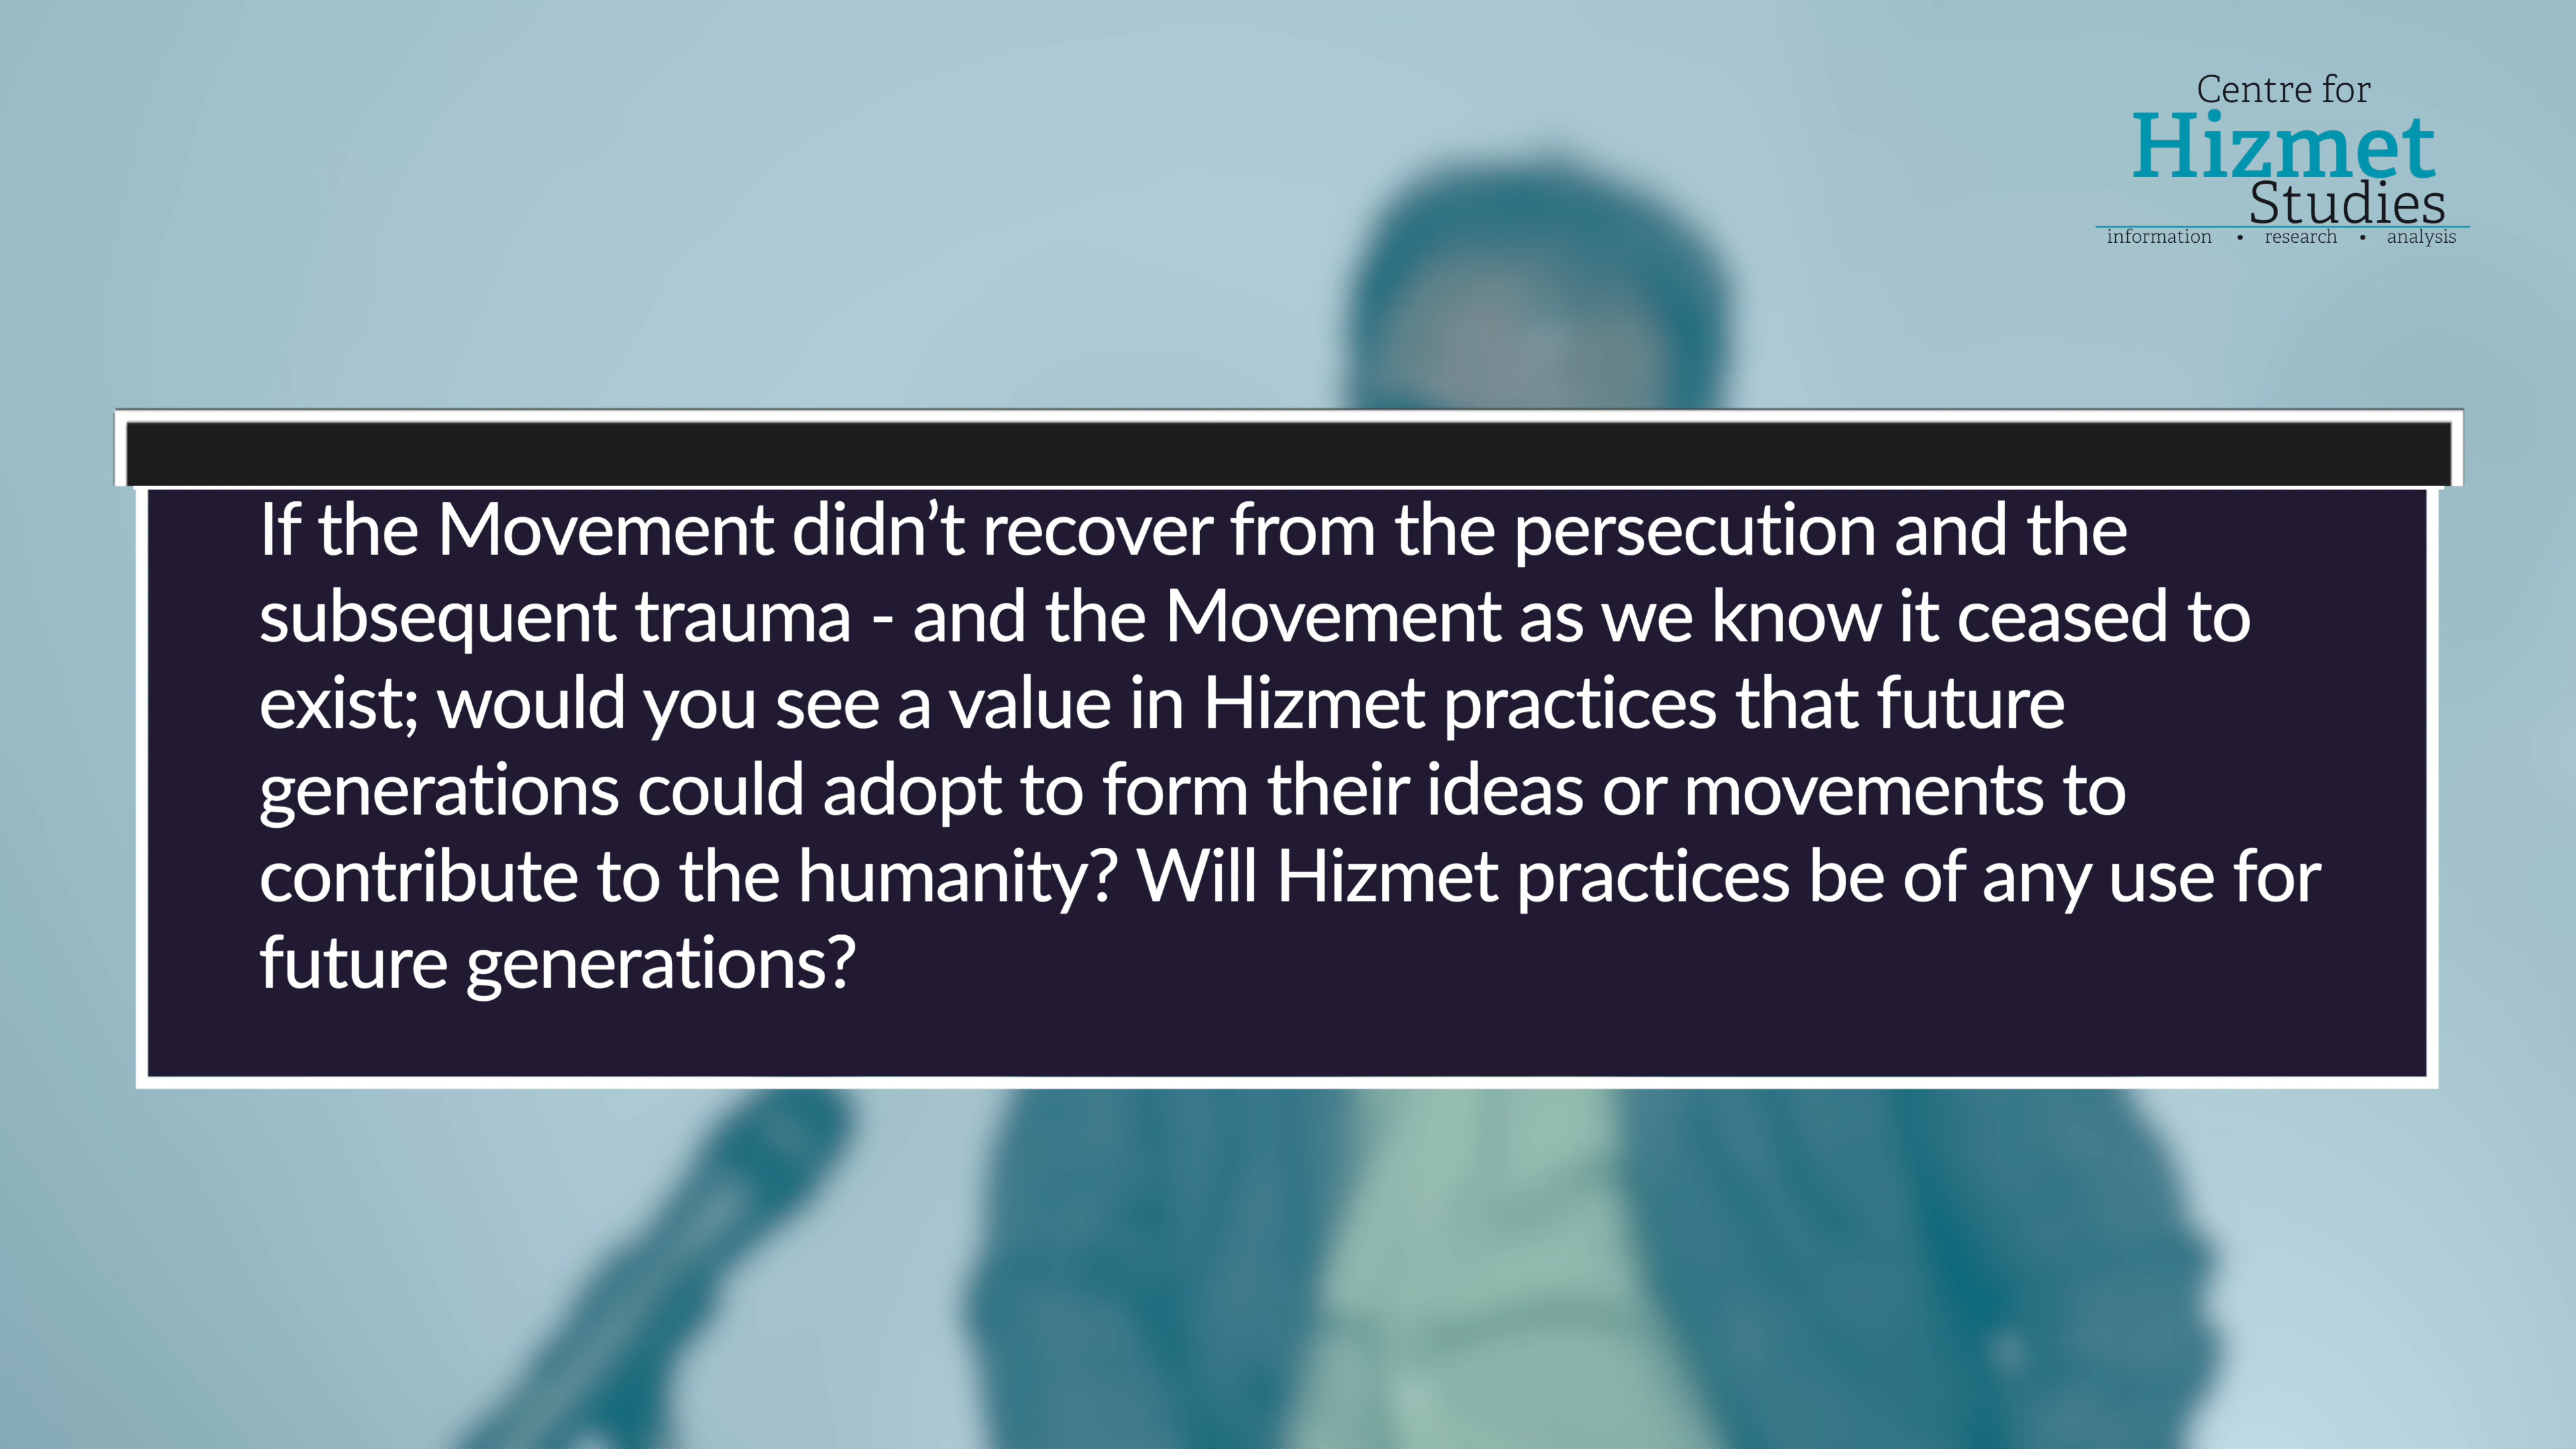 Centre for
Hizmet
Studies
information • research • analysis
If the Movement didn’t recover from the persecution and the
subsequent trauma - and the Movement as we know it ceased to
exist; would you see a value in Hizmet practices that future
generations could adopt to form their ideas or movements to
contribute to the humanity? Will Hizmet practices be of any use for
future generations?